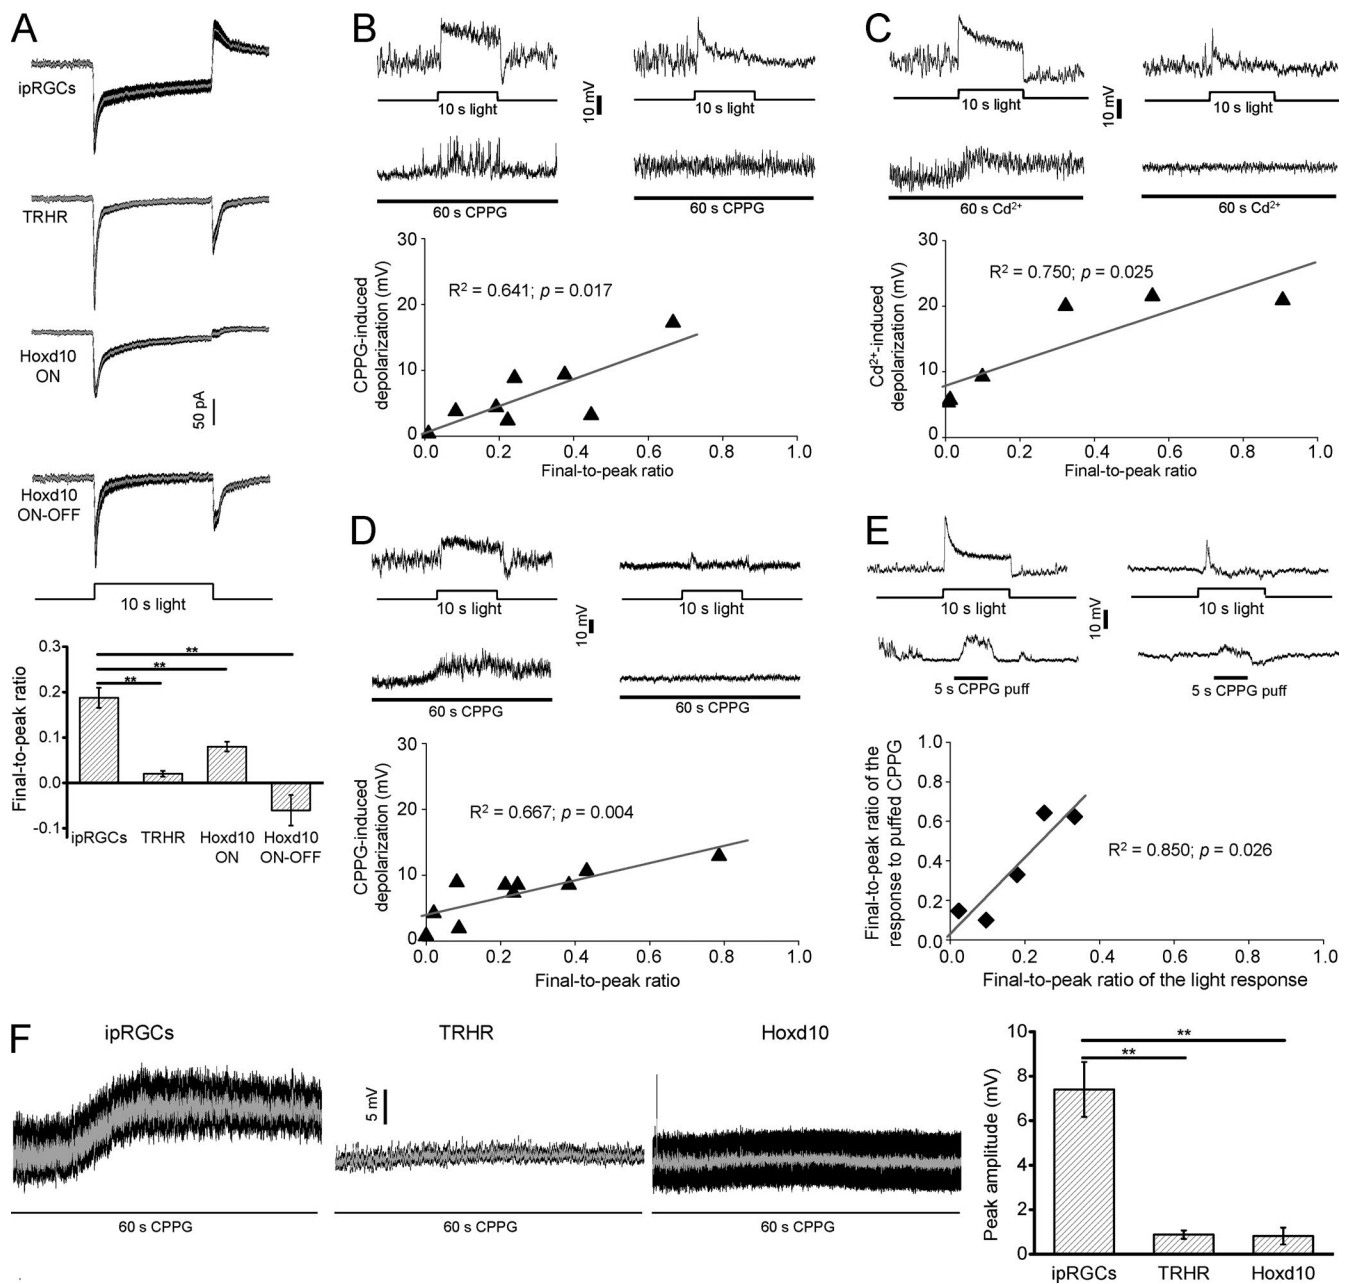 A
ipRGCs
TRHR
Hoxd10
ON
50 pA
Hoxd10
ON-OFF
10 s light
Final-to-peak ratio
0.3
0.2
0.1
0.0
-0.1
**
**
**
ipRGCs
TRHR
Hoxd10
ON
Hoxd10
ON-OFF
B
10 s light
10 s light
10 mV
60 s CPPG
60 s CPPG
CPPG-induced
depolarization (mV)
30
20
10
0
R² = 0.641; p = 0.017
0.0 0.2 0.4 0.6 0.8 1.0
Final-to-peak ratio
C
10 s light
10 s light
10 mV
60 s Cd²⁺
60 s Cd²⁺
Cd²⁺-induced
depolarization (mV)
30
20
10
0
R² = 0.750; p = 0.025
0.0 0.2 0.4 0.6 0.8 1.0
Final-to-peak ratio
D
10 s light
10 s light
10 mV
60 s CPPG
60 s CPPG
CPPG-induced
depolarization (mV)
30
20
10
0
R² = 0.667; p = 0.004
0.0 0.2 0.4 0.6 0.8 1.0
Final-to-peak ratio
E
10 s light
10 s light
10 mV
5 s CPPG puff
5 s CPPG puff
Final-to-peak ratio of the
response to puffed CPPG
1.0
0.8
0.6
0.4
0.2
0.0
R² = 0.850; p = 0.026
0.0 0.2 0.4 0.6 0.8 1.0
Final-to-peak ratio of the light response
F
ipRGCs
TRHR
Hoxd10
5 mV
60 s CPPG
60 s CPPG
60 s CPPG
Peak amplitude (mV)
10
8
6
4
2
0
**
**
ipRGCs
TRHR
Hoxd10